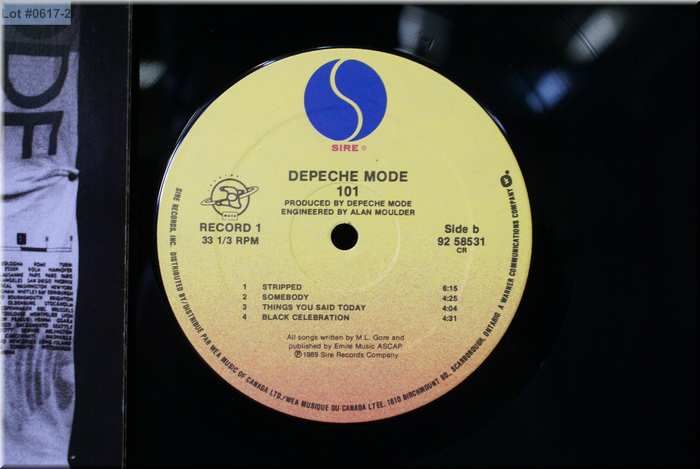 Lot #0617-2
ODE
SIRE ®
DEPECHE MODE
101
PRODUCED BY DEPECHE MODE
ENGINEERED BY ALAN MOULDER
RECORD 1
33 1/3 RPM
Side b
92 58531
CR
1 STRIPPED 6:15
2 SOMEBODY 4:25
3 THINGS YOU SAID TODAY 4:04
4 BLACK CELEBRATION 4:31
All songs written by M.L. Gore and
published by Emile Music ASCAP.
℗1989 Sire Records Company
SIRE RECORDS, INC. DISTRIBUTED BY/DISTRIBUÉ PAR WEA MUSIC OF CANADA LTD./WEA MUSIQUE DU CANADA LTÉE. 1810 BIRCHMOUNT RD., SCARBOROUGH, ONTARIO A WARNER COMMUNICATIONS COMPANY